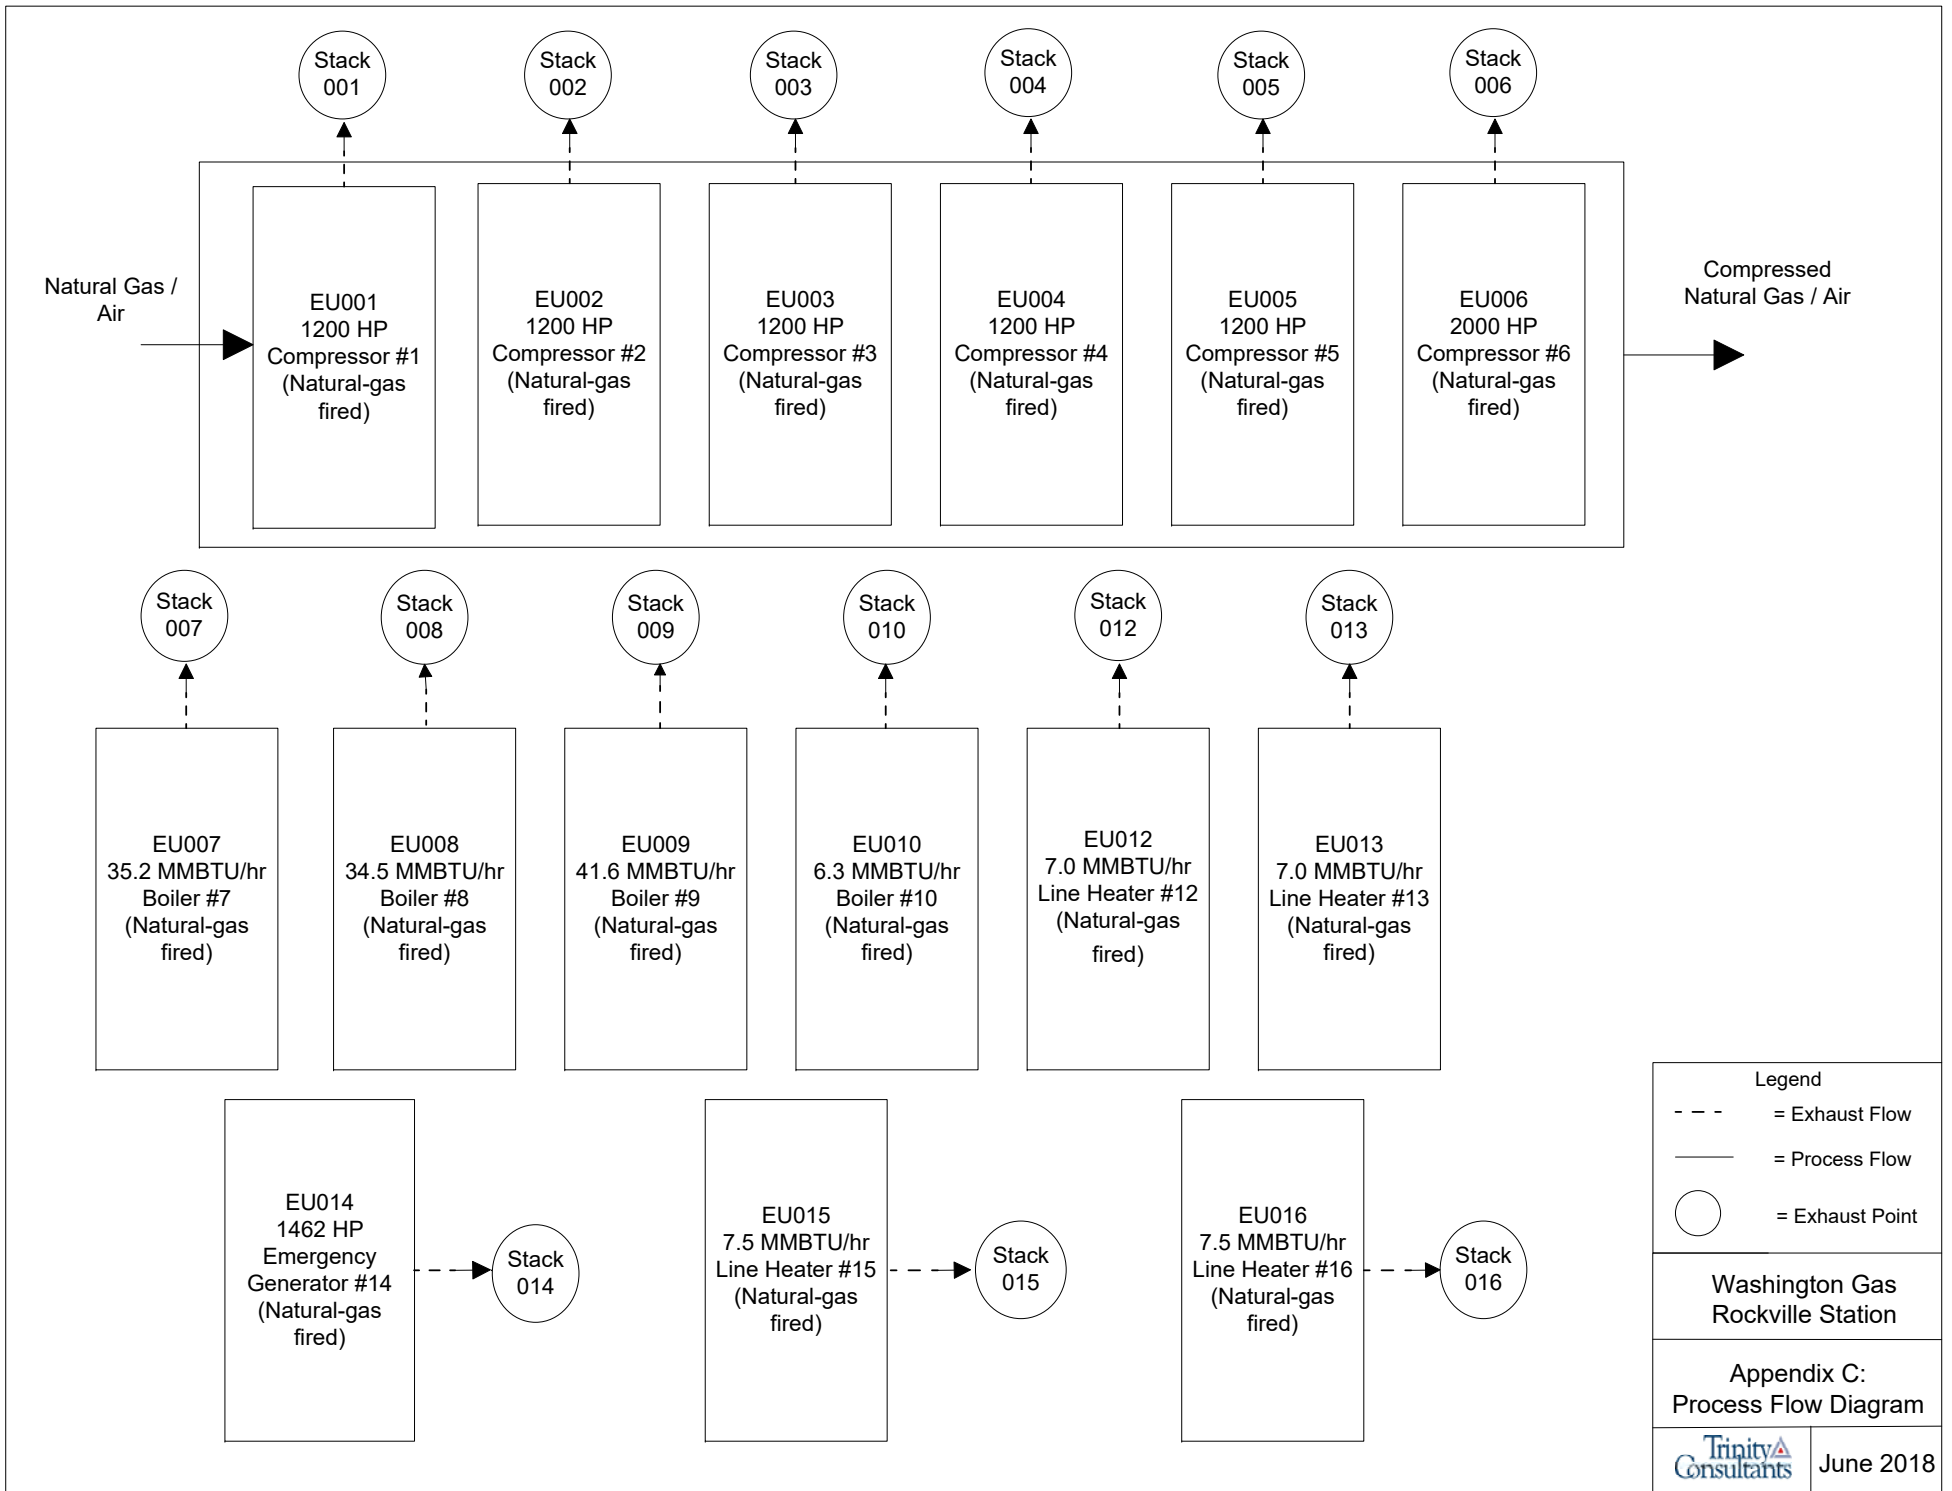 Stack
001
Stack
002
Stack
003
Stack
004
Stack
005
Stack
006
Natural Gas /
Air
EU001
1200 HP
Compressor #1
(Natural-gas
fired)
EU002
1200 HP
Compressor #2
(Natural-gas
fired)
EU003
1200 HP
Compressor #3
(Natural-gas
fired)
EU004
1200 HP
Compressor #4
(Natural-gas
fired)
EU005
1200 HP
Compressor #5
(Natural-gas
fired)
EU006
2000 HP
Compressor #6
(Natural-gas
fired)
Compressed
Natural Gas / Air
Stack
007
Stack
008
Stack
009
Stack
010
Stack
012
Stack
013
EU007
35.2 MMBTU/hr
Boiler #7
(Natural-gas
fired)
EU008
34.5 MMBTU/hr
Boiler #8
(Natural-gas
fired)
EU009
41.6 MMBTU/hr
Boiler #9
(Natural-gas
fired)
EU010
6.3 MMBTU/hr
Boiler #10
(Natural-gas
fired)
EU012
7.0 MMBTU/hr
Line Heater #12
(Natural-gas
fired)
EU013
7.0 MMBTU/hr
Line Heater #13
(Natural-gas
fired)
EU014
1462 HP
Emergency
Generator #14
(Natural-gas
fired)
Stack
014
EU015
7.5 MMBTU/hr
Line Heater #15
(Natural-gas
fired)
Stack
015
EU016
7.5 MMBTU/hr
Line Heater #16
(Natural-gas
fired)
Stack
016
Legend
= Exhaust Flow
= Process Flow
= Exhaust Point
Washington Gas
Rockville Station
Appendix C:
Process Flow Diagram
Trinity
Consultants
June 2018